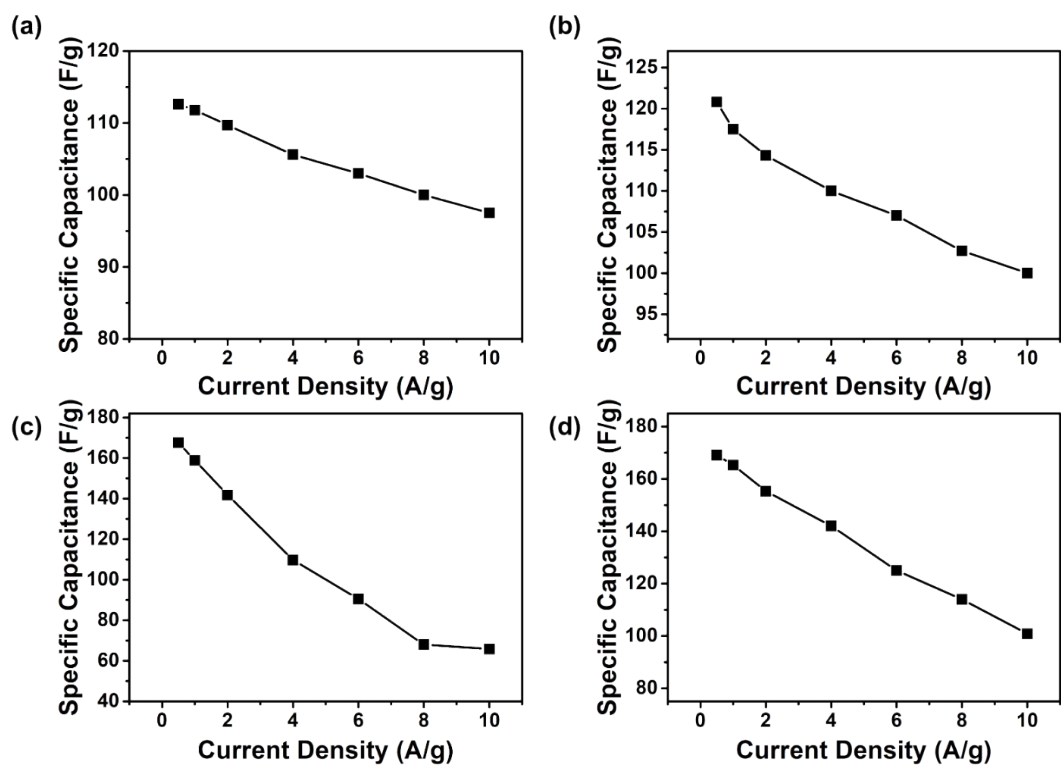 (a)
Specific Capacitance (F/g)
120
110
100
90
80
0 2 4 6 8 10
Current Density (A/g)
(b)
Specific Capacitance (F/g)
125
120
115
110
105
100
95
0 2 4 6 8 10
Current Density (A/g)
(c)
Specific Capacitance (F/g)
180
160
140
120
100
80
60
40
0 2 4 6 8 10
Current Density (A/g)
(d)
Specific Capacitance (F/g)
180
160
140
120
100
80
0 2 4 6 8 10
Current Density (A/g)